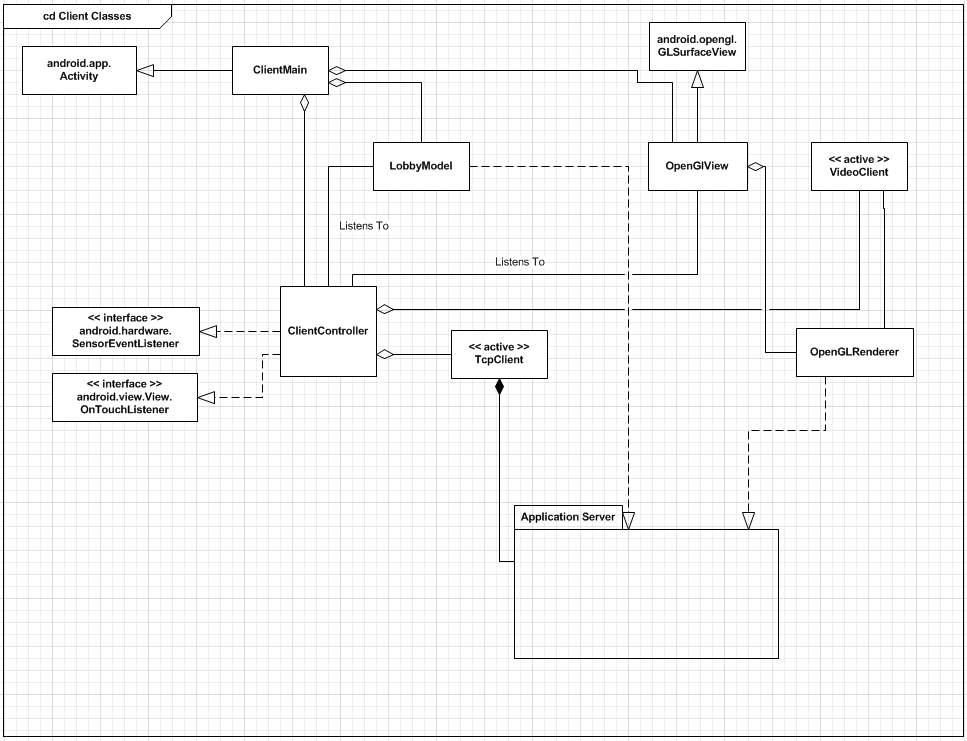 cd Client Classes
android.app.
Activity
ClientMain
android.opengl.
GLSurfaceView
LobbyModel
OpenGlView
<< active >>
VideoClient
Listens To
Listens To
<< interface >>
android.hardware.
SensorEventListener
ClientController
<< active >>
TcpClient
OpenGLRenderer
<< interface >>
android.view.View.
OnTouchListener
Application Server